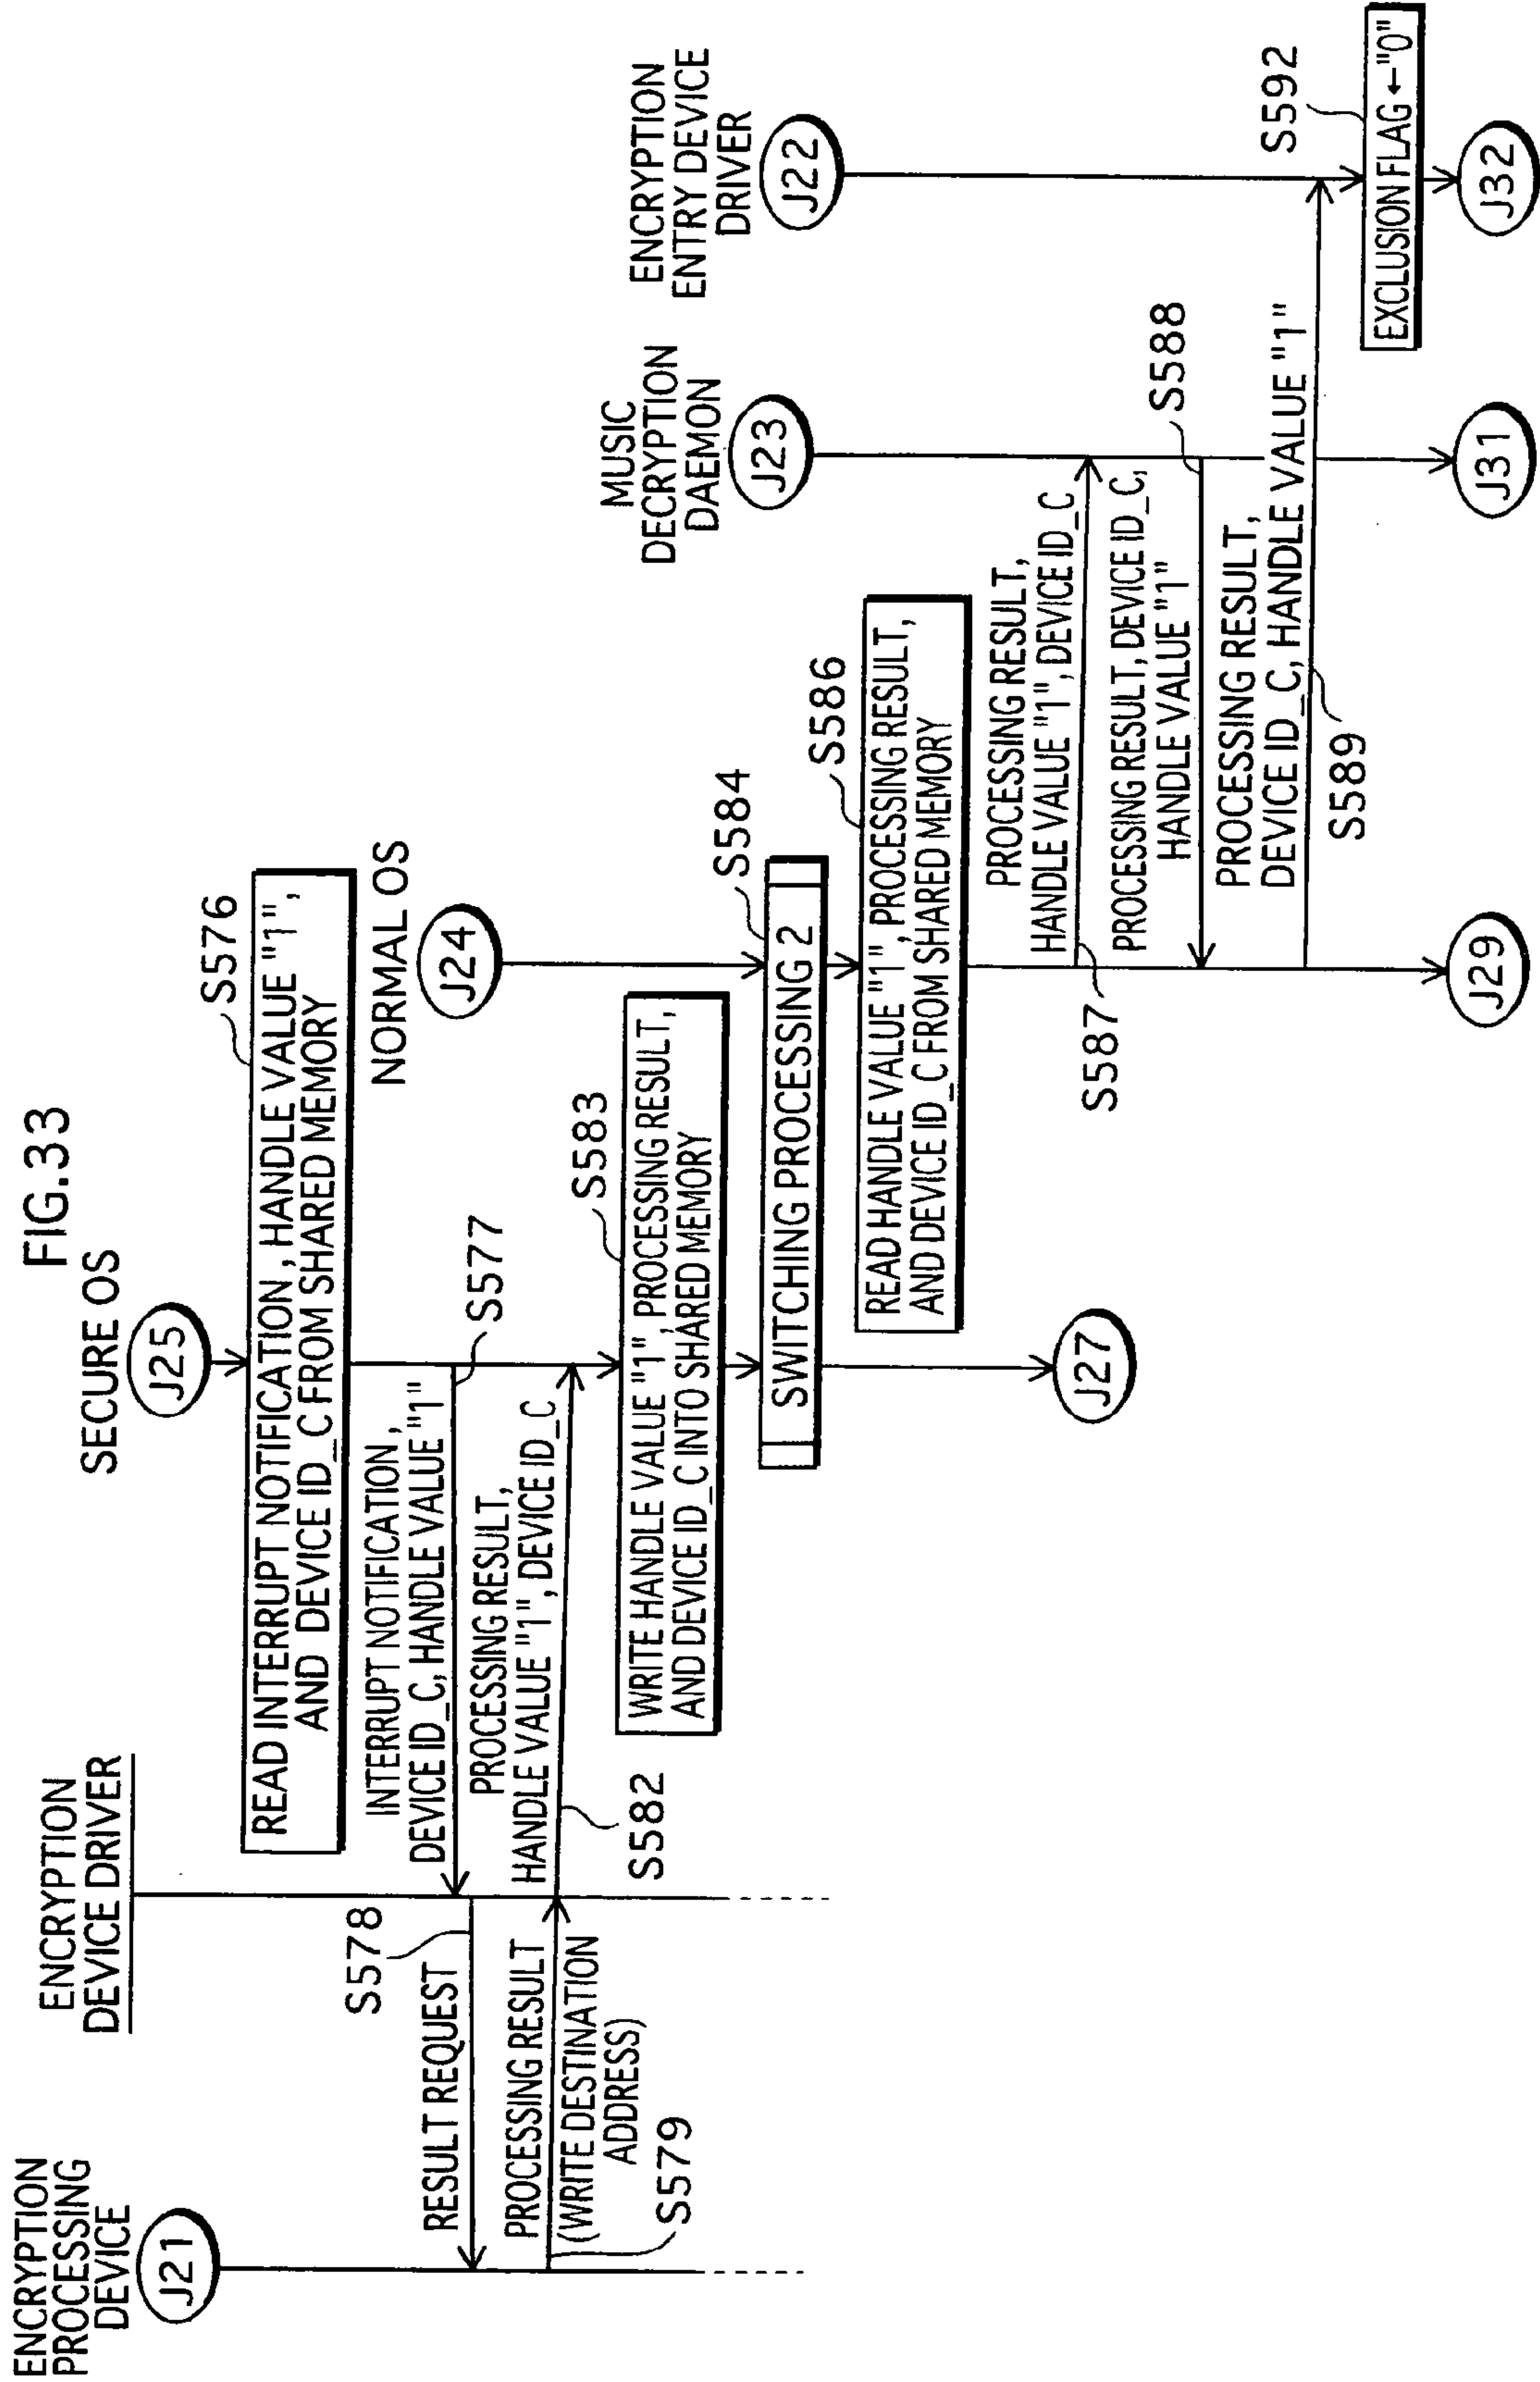 FIG.33
ENCRYPTION
PROCESSING
DEVICE
J21
ENCRYPTION
DEVICE DRIVER
SECURE OS
J25
S576
READ INTERRUPT NOTIFICATION, HANDLE VALUE "1",
AND DEVICE ID_C FROM SHARED MEMORY
NORMAL OS
J24
INTERRUPT NOTIFICATION,
DEVICE ID_C, HANDLE VALUE "1"
S577
S578
RESULT REQUEST
PROCESSING RESULT
(WRITE DESTINATION
ADDRESS)
S579
PROCESSING RESULT,
HANDLE VALUE "1", DEVICE ID_C
S582
S583
WRITE HANDLE VALUE "1", PROCESSING RESULT,
AND DEVICE ID_C INTO SHARED MEMORY
S584
SWITCHING PROCESSING 2
S586
READ HANDLE VALUE "1", PROCESSING RESULT,
AND DEVICE ID_C FROM SHARED MEMORY
J27
MUSIC
DECRYPTION
DAEMON
J23
ENCRYPTION
ENTRY DEVICE
DRIVER
J22
PROCESSING RESULT,
HANDLE VALUE "1", DEVICE ID_C
S587
PROCESSING RESULT, DEVICE ID_C,
HANDLE VALUE "1"
S588
PROCESSING RESULT,
DEVICE ID_C, HANDLE VALUE "1"
S589
S592
EXCLUSION FLAG ←"0"
J29
J31
J32